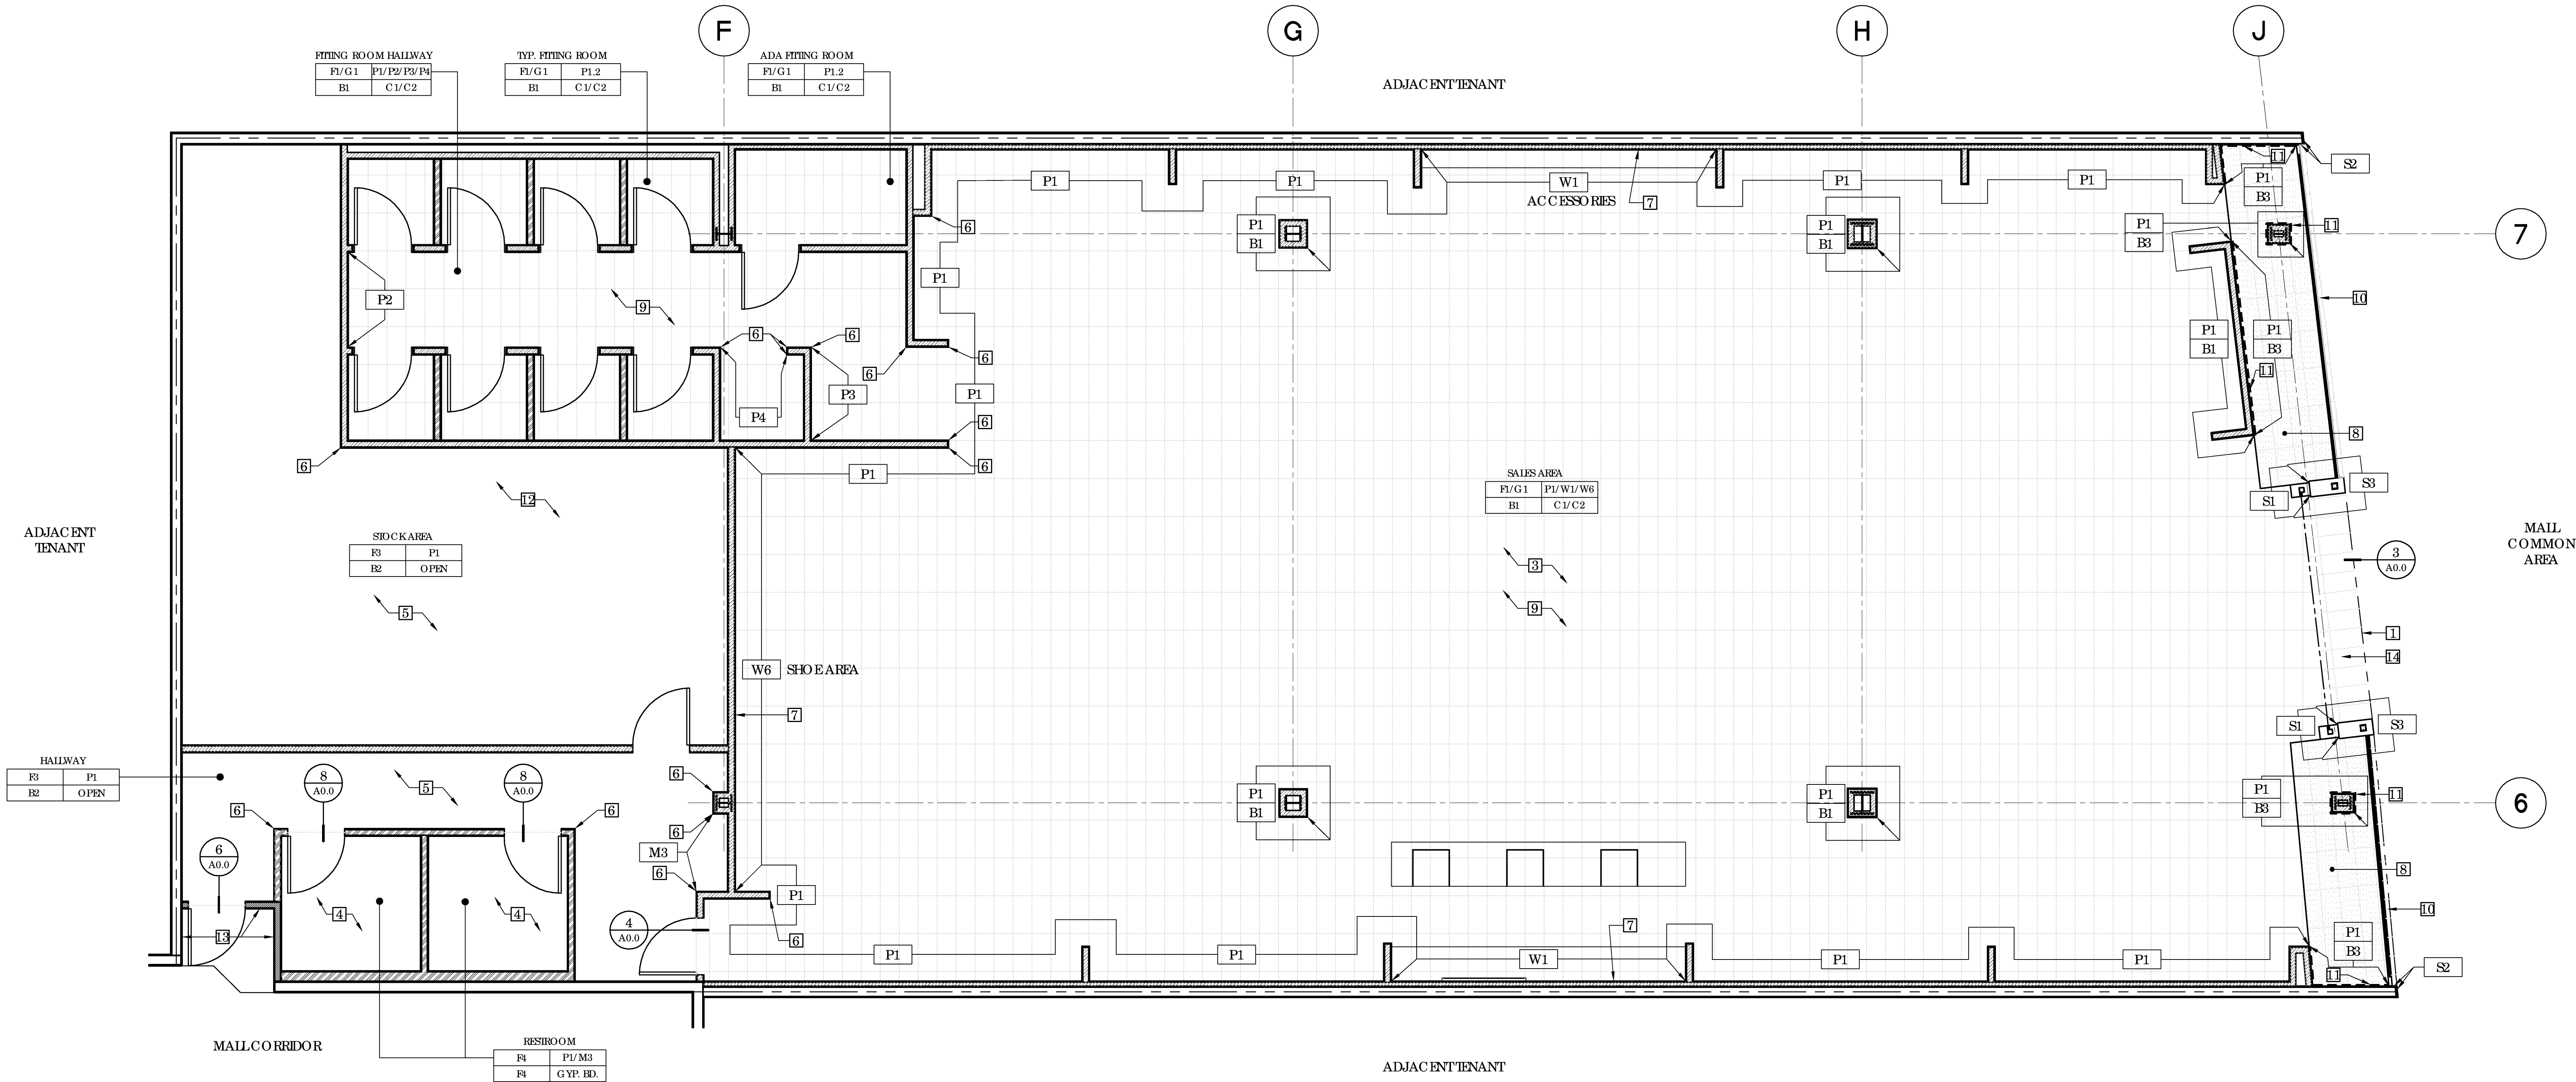 F
G
H
J
FITTING ROOM HALLWAY
F1/G1 P1/P2/P3/P4
B1 C1/C2
TYP. FITTING ROOM
F1/G1 P1.2
B1 C1/C2
ADA FITTING ROOM
F1/G1 P1.2
B1 C1/C2
ADJACENT TENANT
11
S2
P1
B3
P1
P1
W1
P1
P1
ACCESSORIES
7
6
P1
B1
P1
B1
P1
B3
11
7
P1
P2
9
10
6
6
6
6
P1
B1
P1
B3
11
P3
P1
P4
6
8
6
6
P1
SALES AREA
F1/G1 P1/W1/W6
B1 C1/C2
S3
S1
12
ADJACENT
TENANT
STOCK AREA
F3 P1
B2 OPEN
MALL
COMMON
AREA
3
A0.0
3
5
9
1
14
W6
SHOE AREA
7
S1
S3
HALLWAY
F3 P1
B2 OPEN
8
A0.0
8
A0.0
5
6
P1
B1
P1
B1
P1
B3
11
6
6
6
6
6
A0.0
M3
6
8
P1
4
4
10
13
4
A0.0
6
7
P1
P1
W1
P1
P1
P1
B3
11
S2
MALL CORRIDOR
RESTROOM
F4 P1/M3
F4 GYP. BD.
ADJACENT TENANT